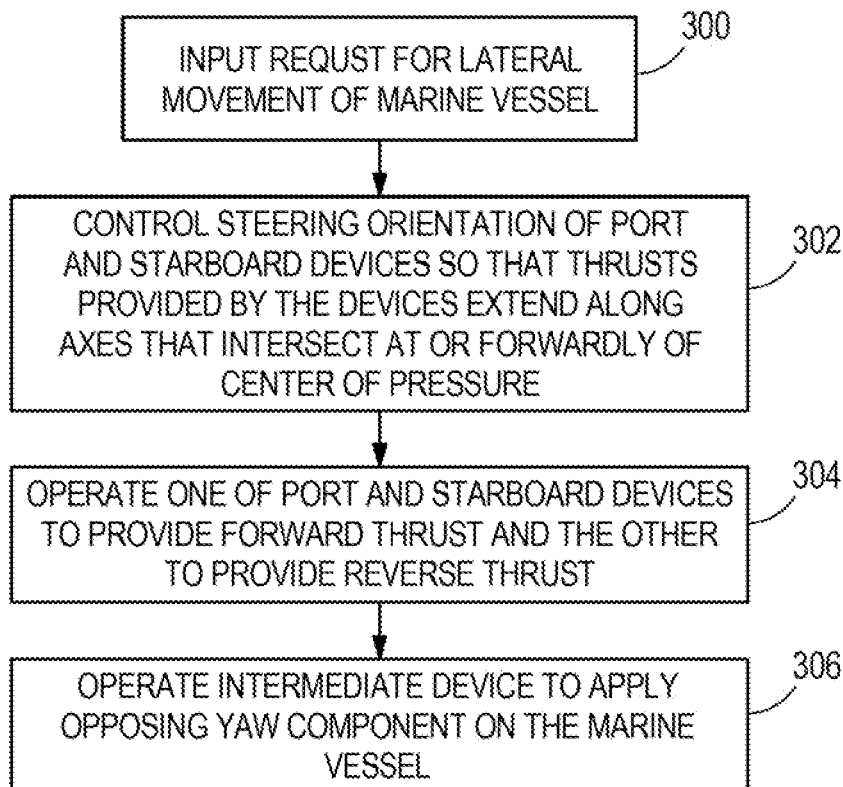 300
INPUT REQUST FOR LATERAL
MOVEMENT OF MARINE VESSEL
302
CONTROL STEERING ORIENTATION OF PORT
AND STARBOARD DEVICES SO THAT THRUSTS
PROVIDED BY THE DEVICES EXTEND ALONG
AXES THAT INTERSECT AT OR FORWARDLY OF
CENTER OF PRESSURE
304
OPERATE ONE OF PORT AND STARBOARD DEVICES
TO PROVIDE FORWARD THRUST AND THE OTHER
TO PROVIDE REVERSE THRUST
306
OPERATE INTERMEDIATE DEVICE TO APPLY
OPPOSING YAW COMPONENT ON THE MARINE
VESSEL